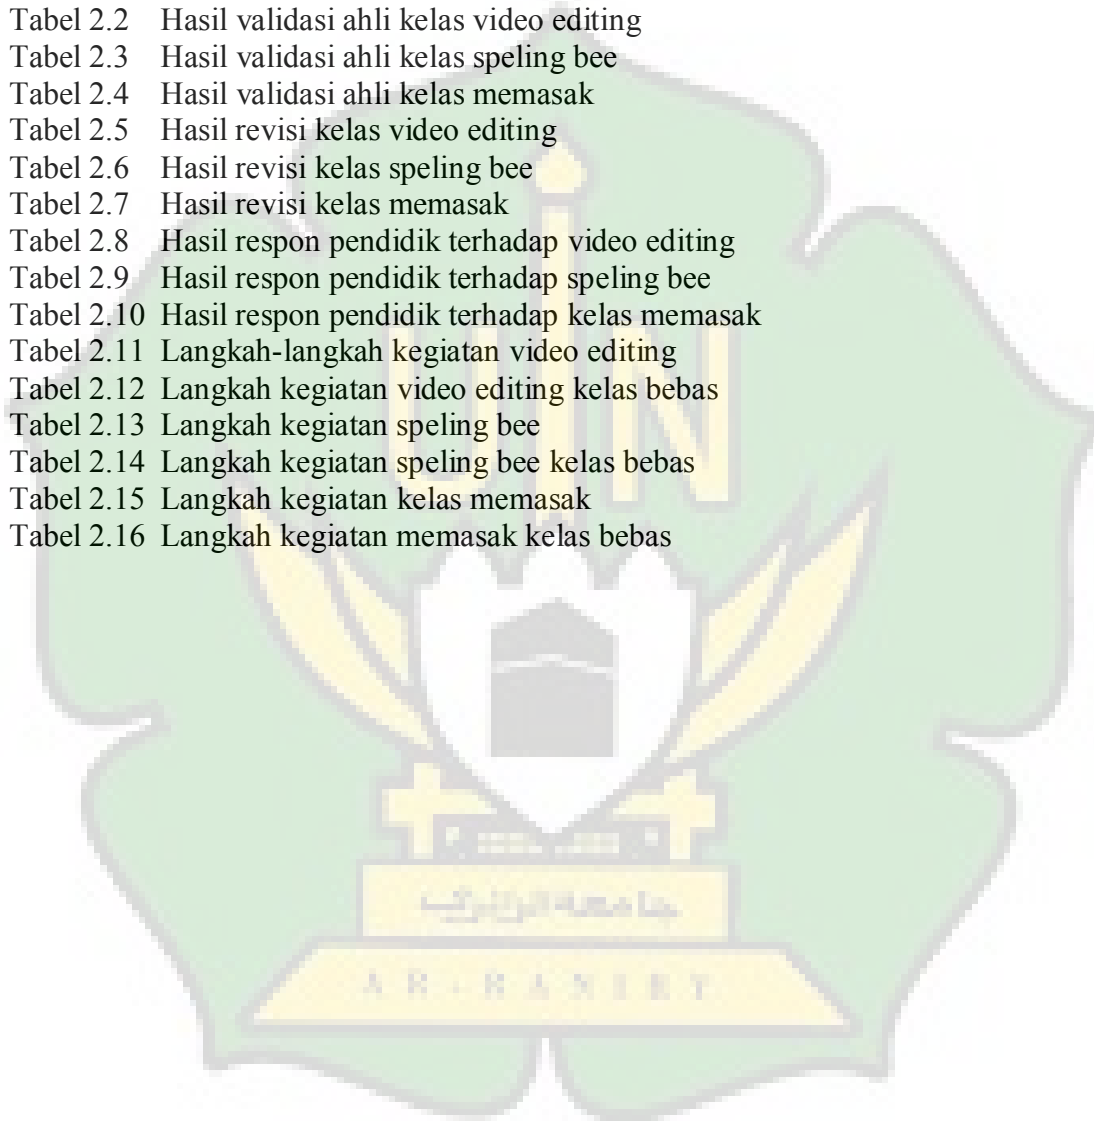 Tabel 2.2 Hasil validasi ahli kelas video editing
Tabel 2.3 Hasil validasi ahli kelas speling bee
Tabel 2.4 Hasil validasi ahli kelas memasak
Tabel 2.5 Hasil revisi kelas video editing
Tabel 2.6 Hasil revisi kelas speling bee
Tabel 2.7 Hasil revisi kelas memasak
Tabel 2.8 Hasil respon pendidik terhadap video editing
Tabel 2.9 Hasil respon pendidik terhadap speling bee
Tabel 2.10 Hasil respon pendidik terhadap kelas memasak
Tabel 2.11 Langkah-langkah kegiatan video editing
Tabel 2.12 Langkah kegiatan video editing kelas bebas
Tabel 2.13 Langkah kegiatan speling bee
Tabel 2.14 Langkah kegiatan speling bee kelas bebas
Tabel 2.15 Langkah kegiatan kelas memasak
Tabel 2.16 Langkah kegiatan memasak kelas bebas
UIN
جامعة الرانيري
AR-RANIRY